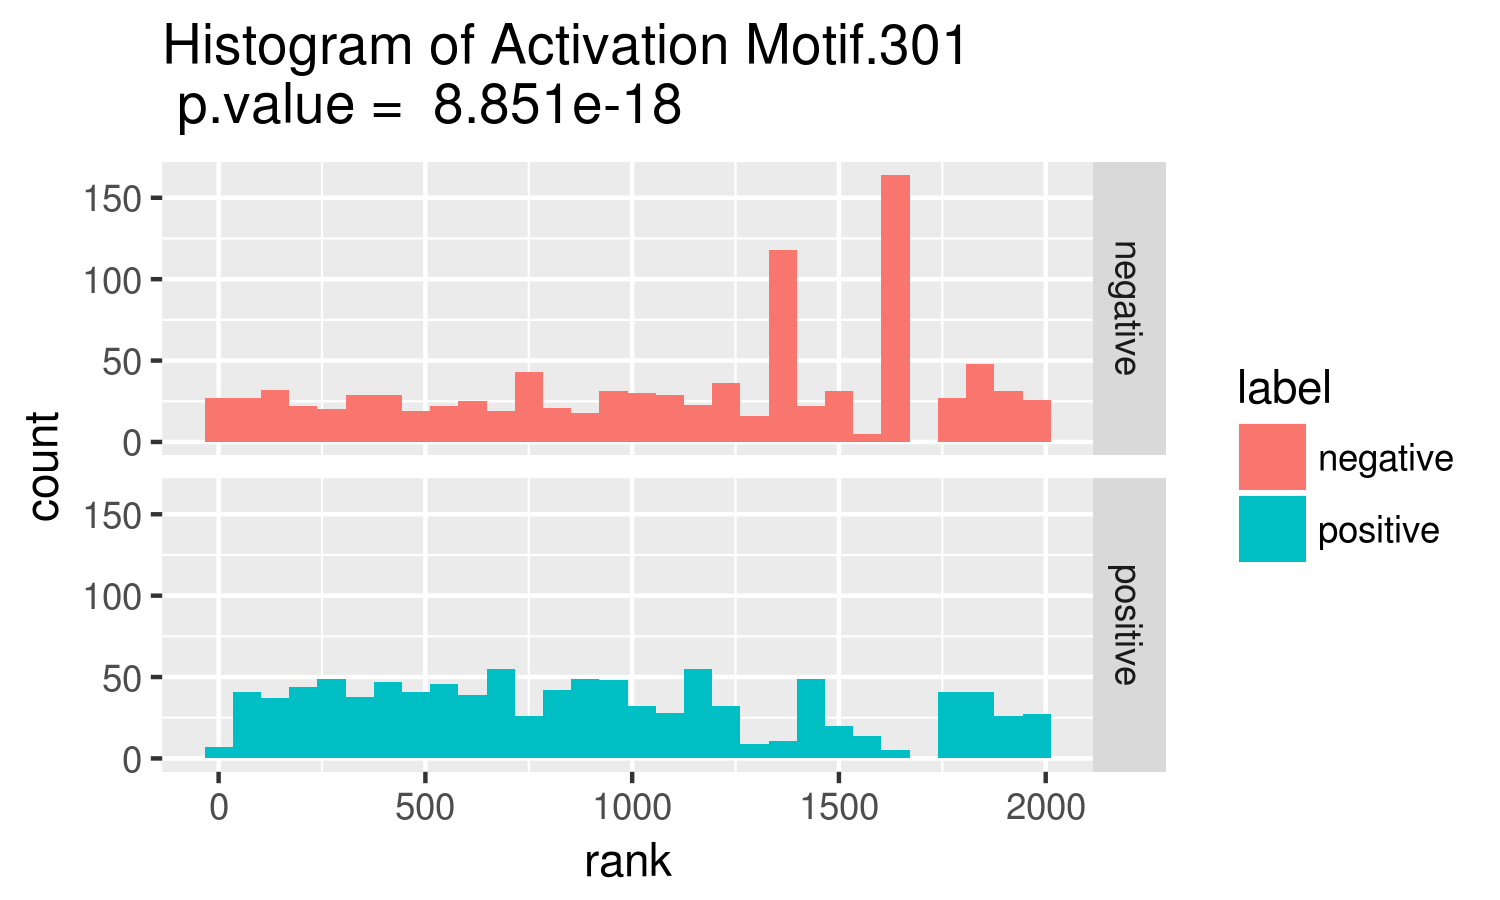 Histogram of Activation Motif.301
p.value =  8.851e-18
150
100
50
0
negative
150
100
50
0
positive
count
0 500 1000 1500 2000
rank
label
negative
positive